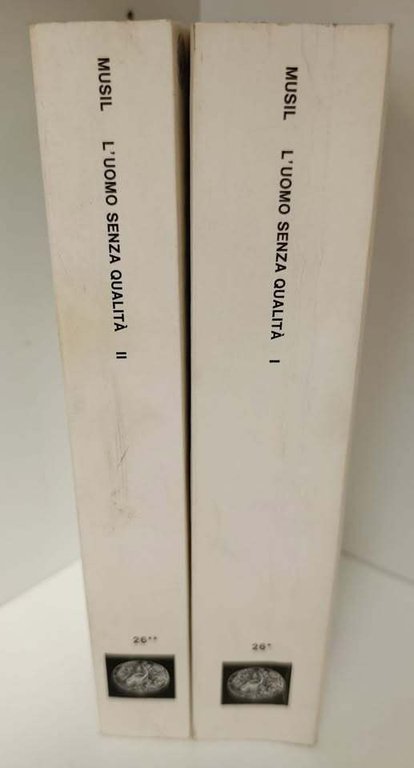 MUSIL L'UOMO SENZA QUALITÀ II
26**
MUSIL L'UOMO SENZA QUALITÀ I
26*